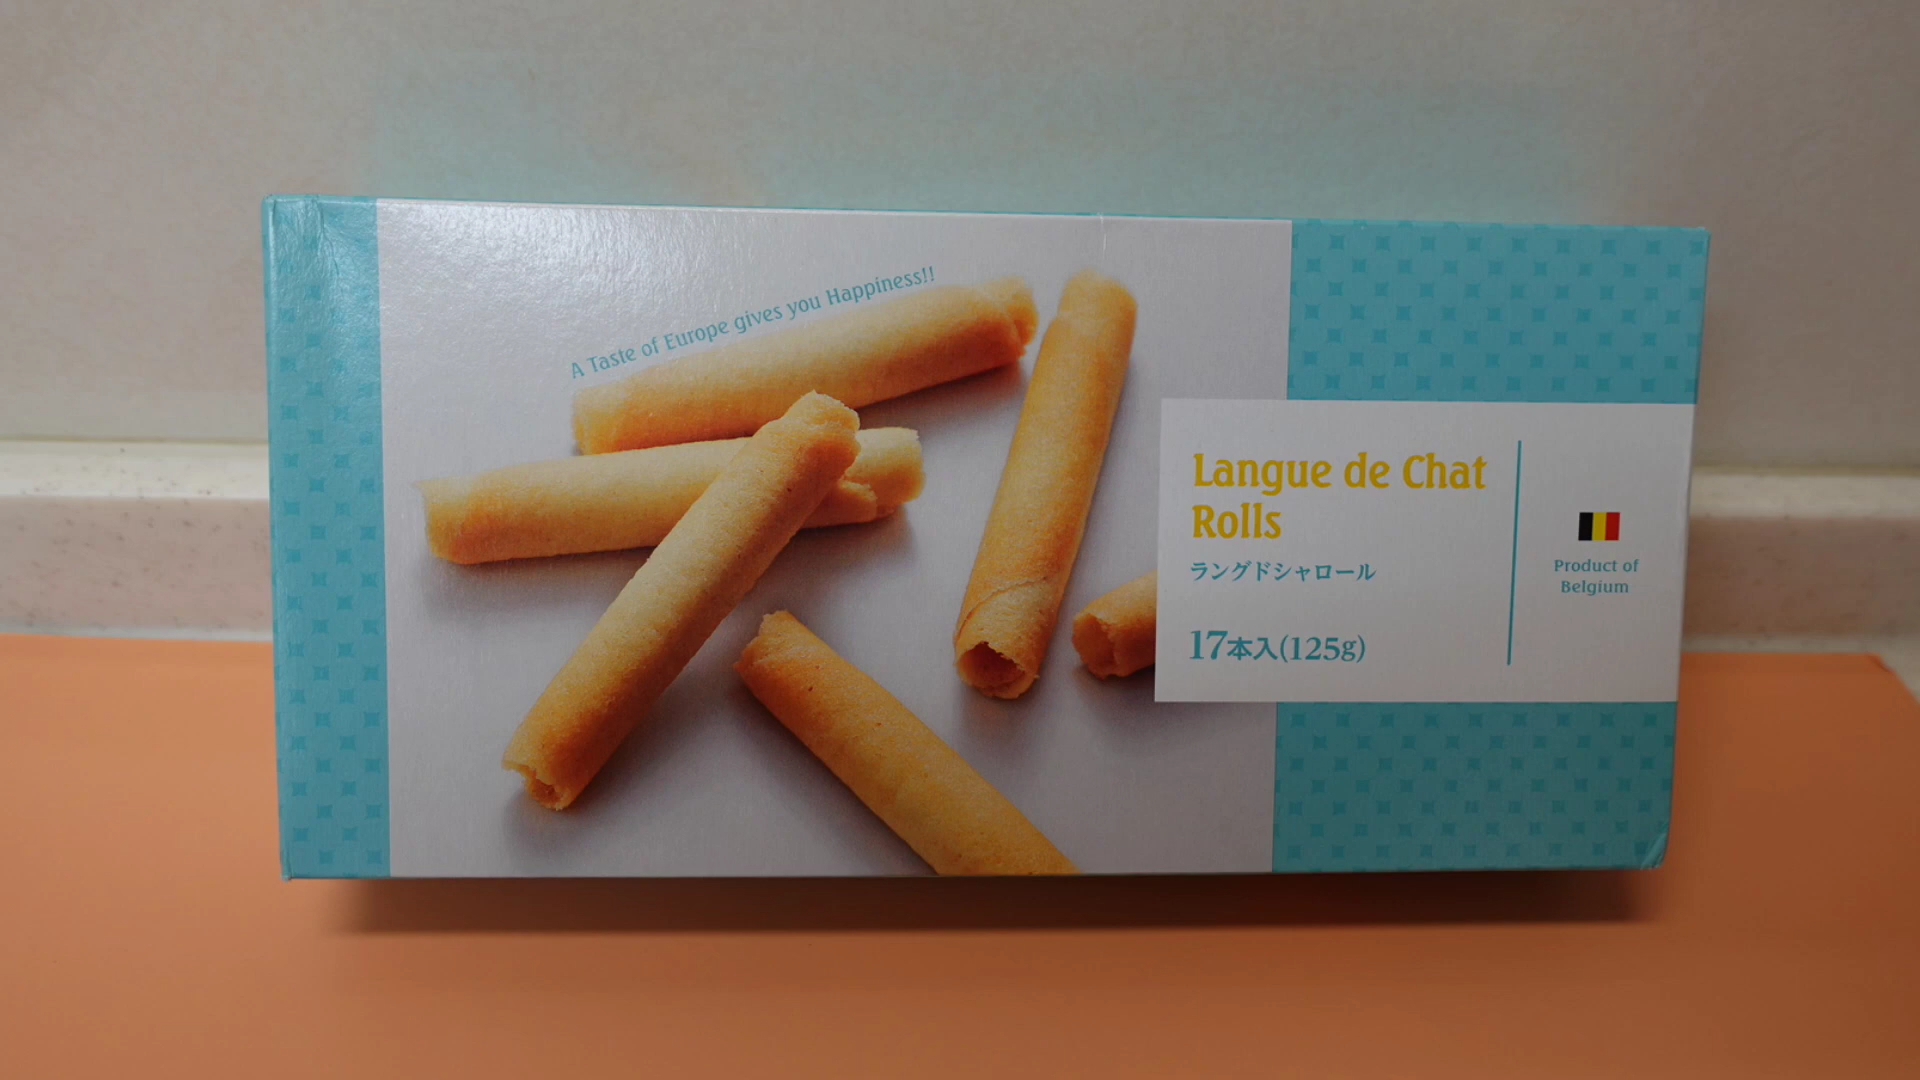 A Taste of Europe gives you Happiness!!
Langue de Chat
Rolls
ラングドシャロール
17本入(125g)
Product of
Belgium